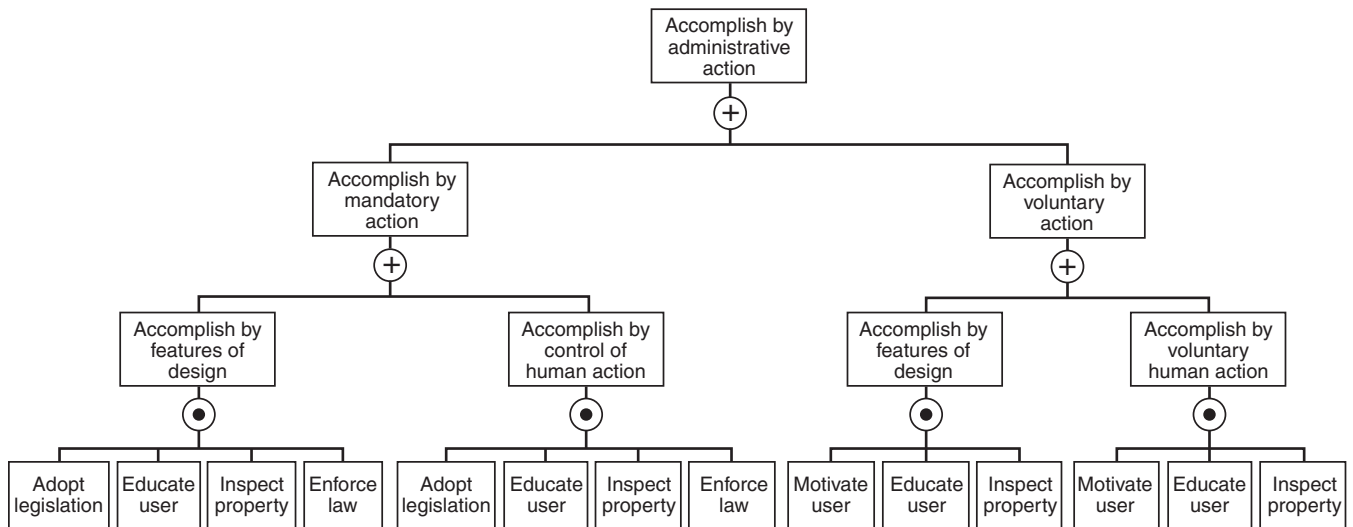 Accomplish by
administrative
action
+
Accomplish by
mandatory
action
Accomplish by
voluntary
action
+
+
Accomplish by
features of
design
Accomplish by
control of
human action
Accomplish by
features of
design
Accomplish by
voluntary
human action
Adopt
legislation
Educate
user
Inspect
property
Enforce
law
Adopt
legislation
Educate
user
Inspect
property
Enforce
law
Motivate
user
Educate
user
Inspect
property
Motivate
user
Educate
user
Inspect
property